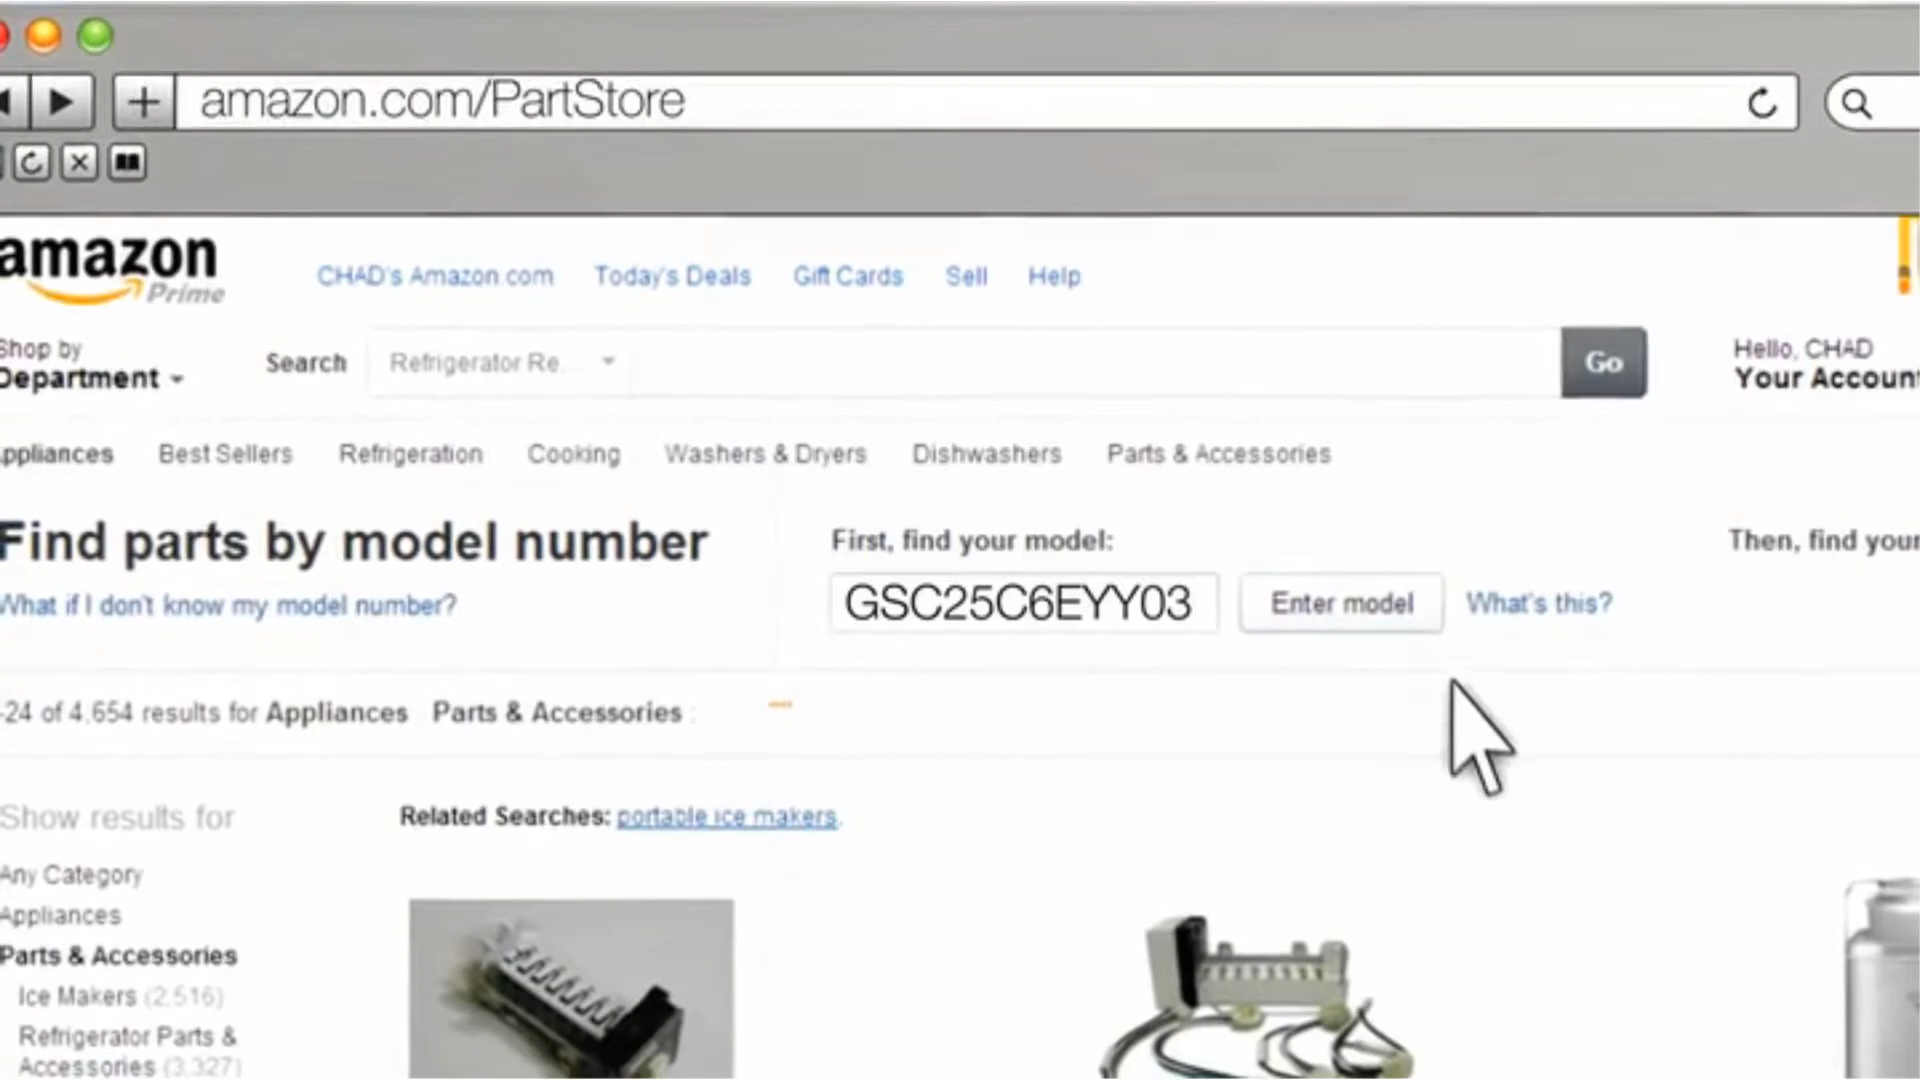 amazon.com/PartStore
amazon
Prime
CHAD's Amazon.com Today's Deals Gift Cards Sell Help
Shop by
Department
Search Refrigerator Re... Go
Hello, CHAD
Your Account
ppliances Best Sellers Refrigeration Cooking Washers & Dryers Dishwashers Parts & Accessories
Find parts by model number
What if I don't know my model number?
First, find your model:
GSC25C6EYY03 Enter model What's this?
Then, find your
-24 of 4,654 results for Appliances Parts & Accessories :
Show results for
Any Category
Appliances
Parts & Accessories
Ice Makers (2,516)
Refrigerator Parts &
Accessories (3,327)
Related Searches: portable ice makers.